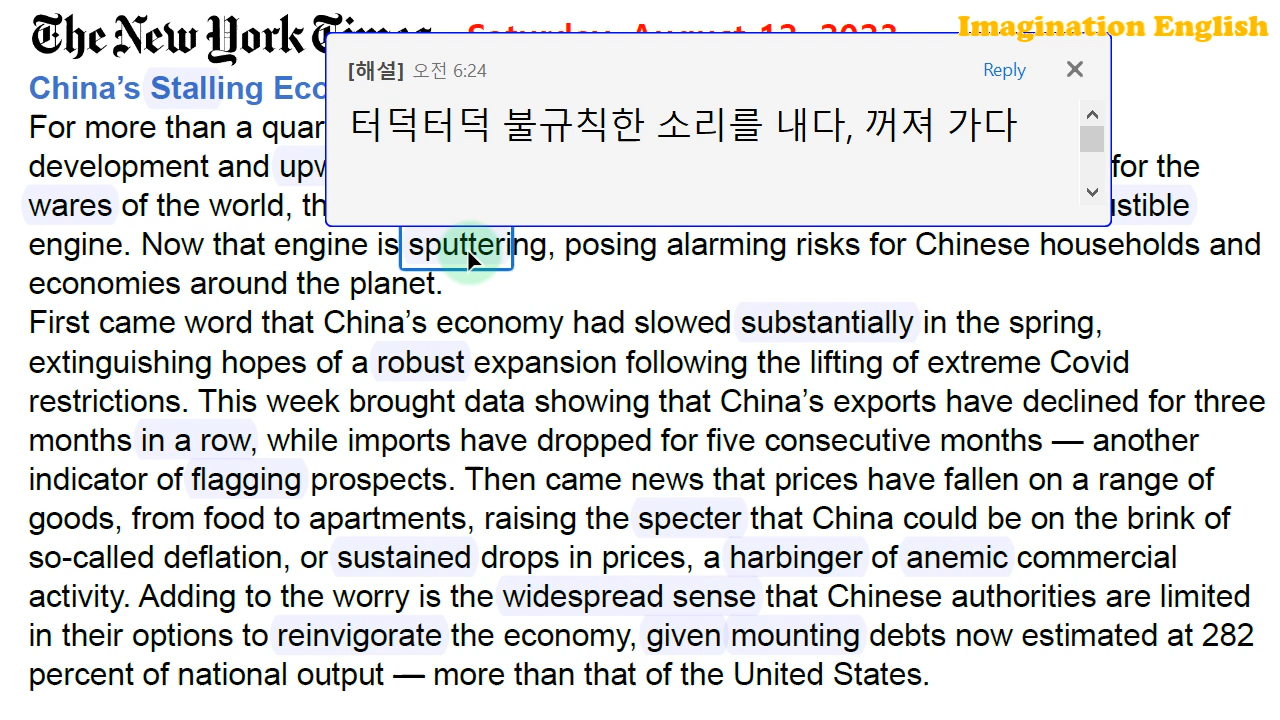 The New York Times Saturday, August 12, 2023 Imagination English
[해설] 오전 6:24 Reply
China's Stalling Eco
터덕터덕 불규칙한 소리를 내다, 꺼져 가다
For more than a quar
development and upw for the
wares of the world, th stible
engine. Now that engine is sputtering, posing alarming risks for Chinese households and
economies around the planet.
First came word that China's economy had slowed substantially in the spring,
extinguishing hopes of a robust expansion following the lifting of extreme Covid
restrictions. This week brought data showing that China's exports have declined for three
months in a row, while imports have dropped for five consecutive months — another
indicator of flagging prospects. Then came news that prices have fallen on a range of
goods, from food to apartments, raising the specter that China could be on the brink of
so-called deflation, or sustained drops in prices, a harbinger of anemic commercial
activity. Adding to the worry is the widespread sense that Chinese authorities are limited
in their options to reinvigorate the economy, given mounting debts now estimated at 282
percent of national output — more than that of the United States.